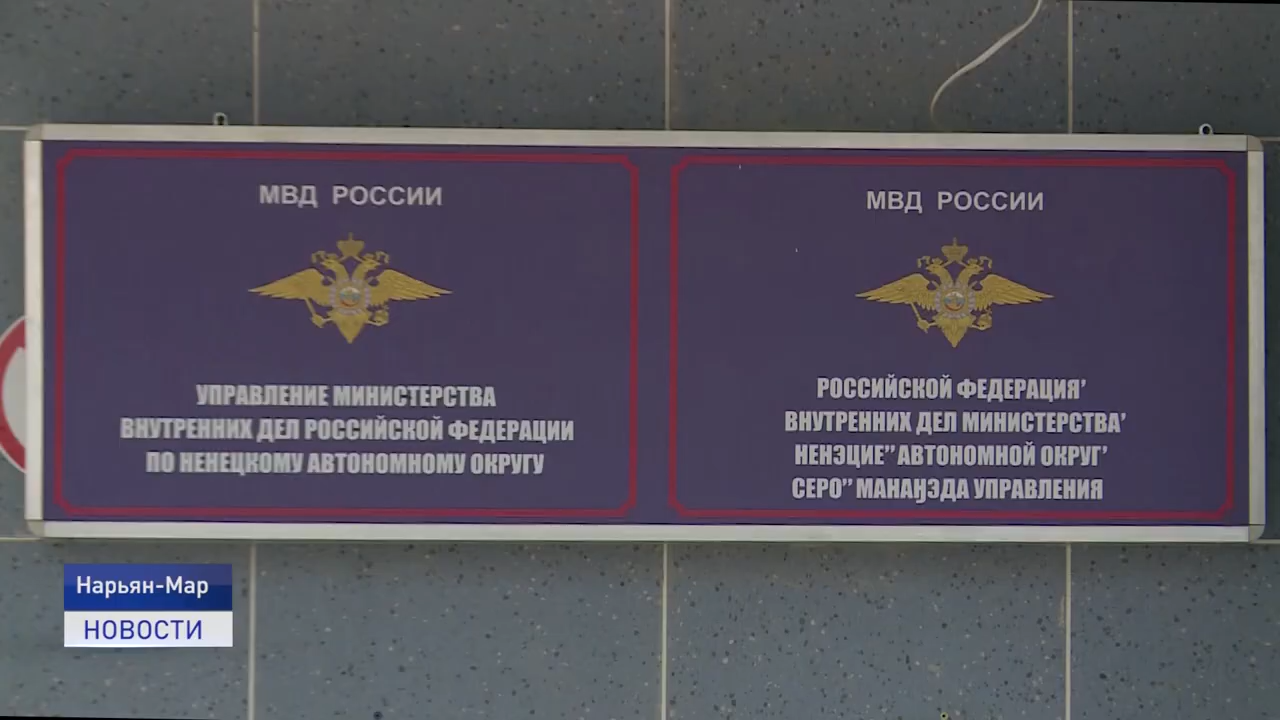 МВД РОССИИ
УПРАВЛЕНИЕ МИНИСТЕРСТВА
ВНУТРЕННИХ ДЕЛ РОССИЙСКОЙ ФЕДЕРАЦИИ
ПО НЕНЕЦКОМУ АВТОНОМНОМУ ОКРУГУ
МВД РОССИИ
РОССИЙСКОЙ ФЕДЕРАЦИЯ’
ВНУТРЕННИХ ДЕЛ МИНИСТЕРСТВА’
НЕНЭЦИЕ” АВТОНОМНОЙ ОКРУГ’
СЕРО” МАНАӇЭДА УПРАВЛЕНИЯ
Нарьян-Мар
НОВОСТИ